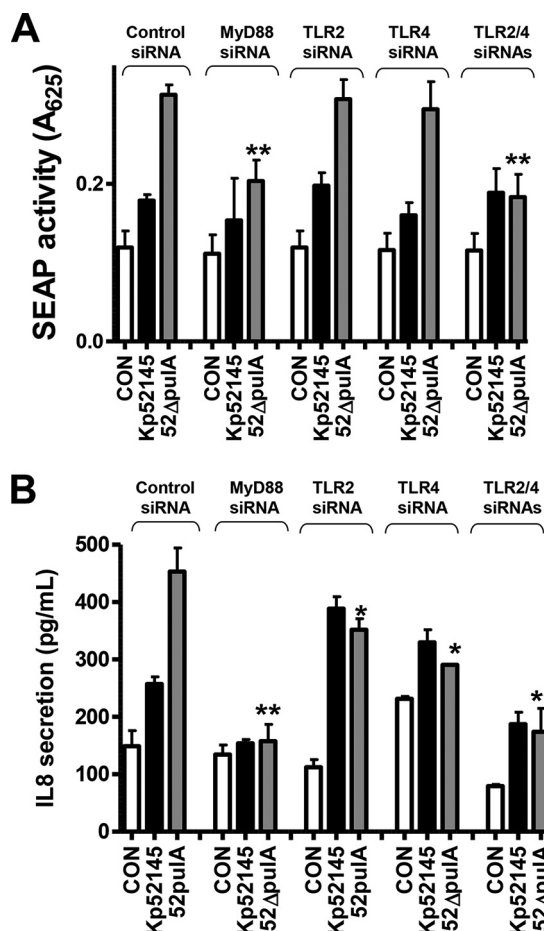 A
Control siRNA
MyD88 siRNA
TLR2 siRNA
TLR4 siRNA
TLR2/4 siRNAs
SEAP activity (A625)
0.2
0.0
**
**
CON
Kp52145
52ΔpulA
CON
Kp52145
52ΔpulA
CON
Kp52145
52ΔpulA
CON
Kp52145
52ΔpulA
CON
Kp52145
52ΔpulA
B
Control siRNA
MyD88 siRNA
TLR2 siRNA
TLR4 siRNA
TLR2/4 siRNAs
IL8 secretion (pg/mL)
500
400
300
200
100
0
**
*
*
*
CON
Kp52145
52pulA
CON
Kp52145
52ΔpulA
CON
Kp52145
52ΔpulA
CON
Kp52145
52ΔpulA
CON
Kp52145
52ΔpulA